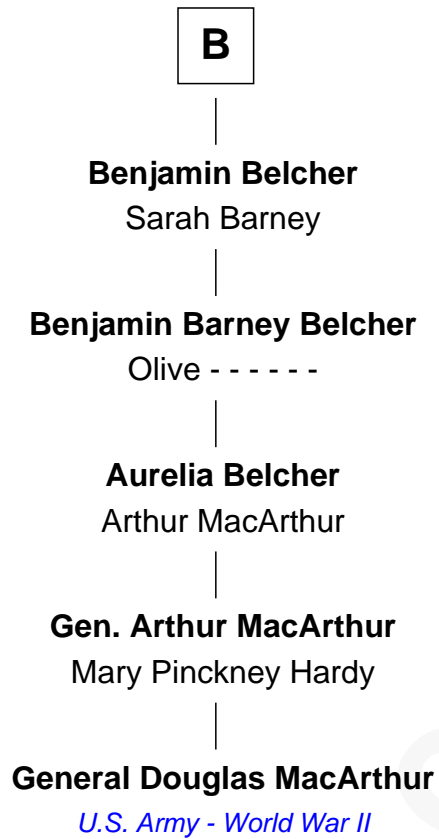 B
Benjamin Belcher
Sarah Barney
Benjamin Barney Belcher
Olive - - - - - -
Aurelia Belcher
Arthur MacArthur
Gen. Arthur MacArthur
Mary Pinckney Hardy
General Douglas MacArthur
U.S. Army - World War II